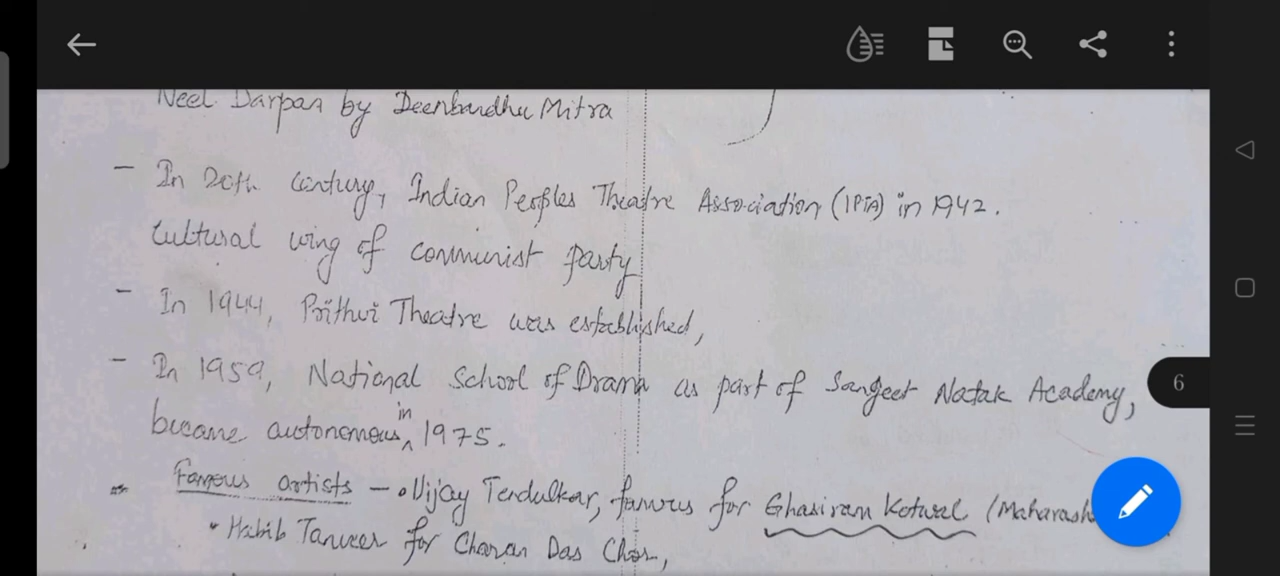 Neel Darpan by Deenbandhu Mitra
- In 20th century, Indian Peoples Theatre Association (IPTA) in 1942.
Cultural wing of communist party
- In 1944, Prithvi Theatre was established,
- In 1959, National School of Drama as part of Sangeet Natak Academy,
became autonomous in 1975.
Famous artists - • Vijay Tendulkar, famous for Ghasiram Kotwal (Maharash
• Habib Tanveer for Charan Das Chor,
6